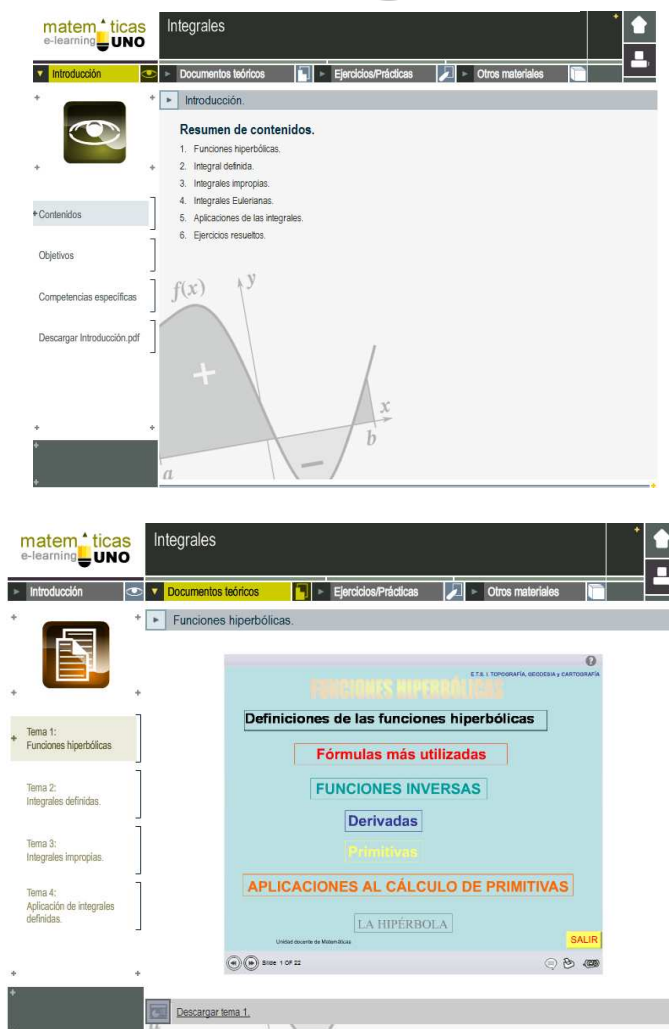 matemáticas
e-learning UNO
Integrales
Introducción
Documentos teóricos
Ejercicios/Prácticas
Otros materiales
Introducción.
Resumen de contenidos.
1. Funciones hiperbólicas.
2. Integral definida.
3. Integrales impropias.
4. Integrales Eulerianas.
5. Aplicaciones de las integrales.
6. Ejercicios resueltos.
Contenidos
Objetivos
Competencias específicas
Descargar Introducción.pdf
f(x)
y
+
x
−
a
b
matemáticas
e-learning UNO
Integrales
Introducción
Documentos teóricos
Ejercicios/Prácticas
Otros materiales
Funciones hiperbólicas.
Tema 1:
Funciones hiperbólicas
Tema 2:
Integrales definidas.
Tema 3:
Integrales impropias.
Tema 4:
Aplicación de integrales
definidas.
?
E.T.S. I. TOPOGRAFÍA, GEODESIA y CARTOGRAFÍA
FUNCIONES HIPERBÓLICAS
Definiciones de las funciones hiperbólicas
Fórmulas más utilizadas
FUNCIONES INVERSAS
Derivadas
Primitivas
APLICACIONES AL CÁLCULO DE PRIMITIVAS
LA HIPÉRBOLA
Unidad docente de Matemáticas
SALIR
Slide 1 OF 22
Descargar tema 1.